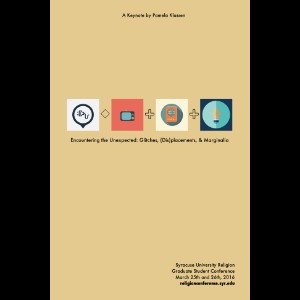 A Keynote by Pamela Klassen
Encountering the Unexpected: Glitches, (Dis)placements, & Marginalia
Syracuse University Religion
Graduate Student Conference
March 25th and 26th, 2016
religionconference.syr.edu